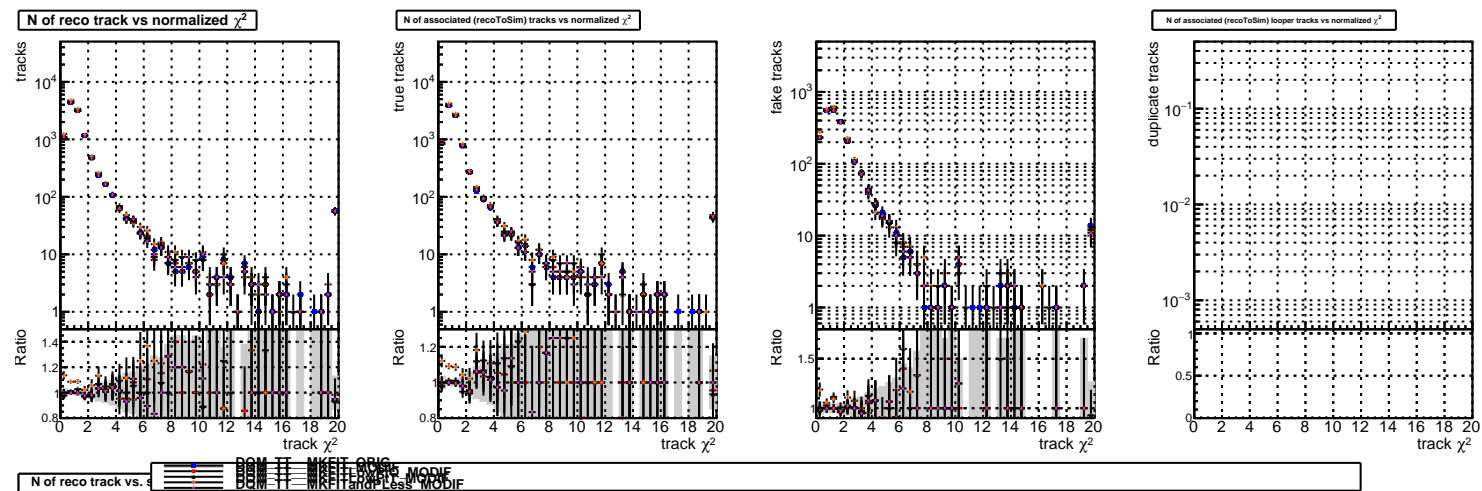 N of reco track vs normalized χ²
N of associated (recoToSim) tracks vs normalized χ²
N of associated (recoToSim) looper tracks vs normalized χ²
tracks
10⁴
10³
10²
10
1
Ratio
1.4
1.2
1
0.8
0 2 4 6 8 10 12 14 16 18 20
track χ²
true tracks
10⁴
10³
10²
10
1
Ratio
1.2
1
0.8
0 2 4 6 8 10 12 14 16 18 20
track χ²
fake tracks
10³
10²
10
1
Ratio
1.5
1
0 2 4 6 8 10 12 14 16 18 20
track χ²
duplicate tracks
10⁻¹
10⁻²
10⁻³
Ratio
1
0.5
0
0 2 4 6 8 10 12 14 16 18 20
track χ²
N of reco track vs.
DQM TT MKFITandPLess MODIF